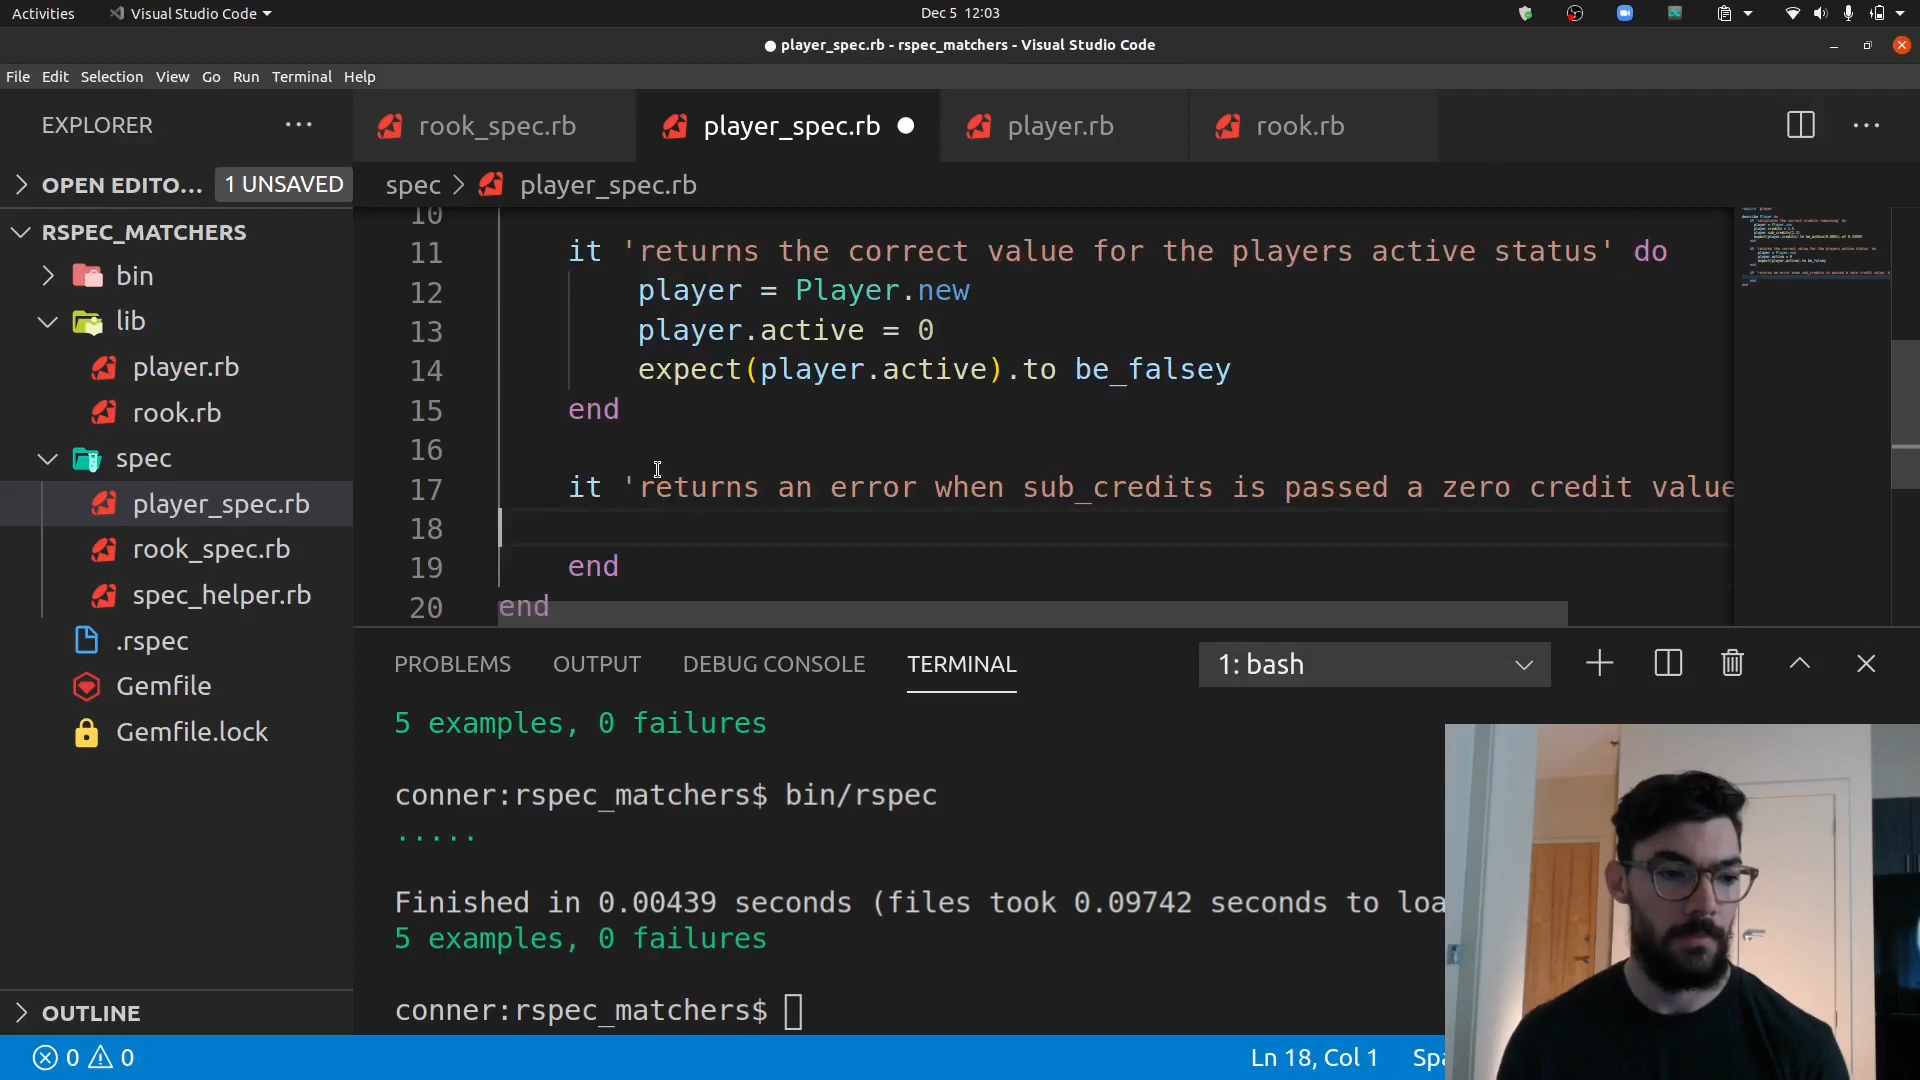 Activities
Visual Studio Code
Dec 5 12:03
player_spec.rb - rspec_matchers - Visual Studio Code
File Edit Selection View Go Run Terminal Help
EXPLORER
rook_spec.rb
player_spec.rb
player.rb
rook.rb
OPEN EDITO... 1 UNSAVED
spec > player_spec.rb
RSPEC_MATCHERS
bin
lib
player.rb
rook.rb
spec
player_spec.rb
rook_spec.rb
spec_helper.rb
.rspec
Gemfile
Gemfile.lock
OUTLINE
10
11 it 'returns the correct value for the players active status' do
12 player = Player.new
13 player.active = 0
14 expect(player.active).to be_falsey
15 end
16
17 it 'returns an error when sub_credits is passed a zero credit value
18
19 end
20 end
PROBLEMS OUTPUT DEBUG CONSOLE TERMINAL 1: bash
5 examples, 0 failures
conner:rspec_matchers$ bin/rspec
.....
Finished in 0.00439 seconds (files took 0.09742 seconds to loa
5 examples, 0 failures
conner:rspec_matchers$
0 0 Ln 18, Col 1 Spa